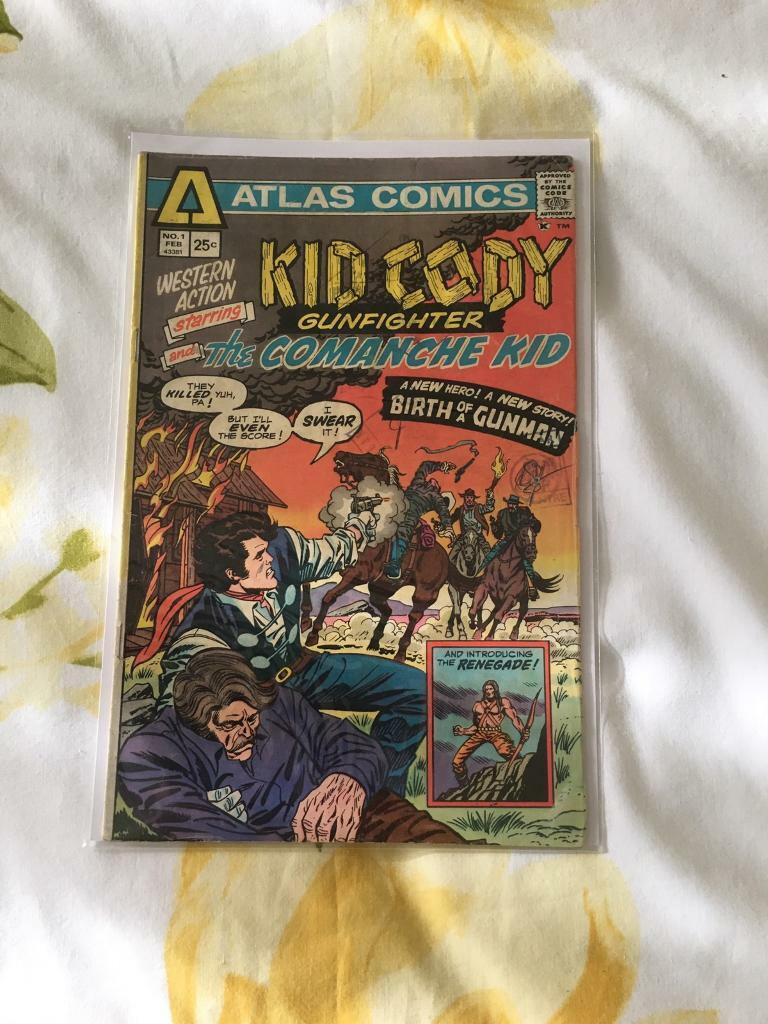 ATLAS COMICS
APPROVED
BY THE
COMICS
CODE
AUTHORITY
NO.1
FEB
43381
25¢
K TM
WESTERN
ACTION
starring
KID CODY
GUNFIGHTER
and The COMANCHE KID
A NEW HERO! A NEW STORY!
BIRTH OF A GUNMAN
THEY
KILLED YUH,
PA!
BUT I'LL
EVEN
THE SCORE!
I
SWEAR
IT!
AND INTRODUCING
THE RENEGADE!